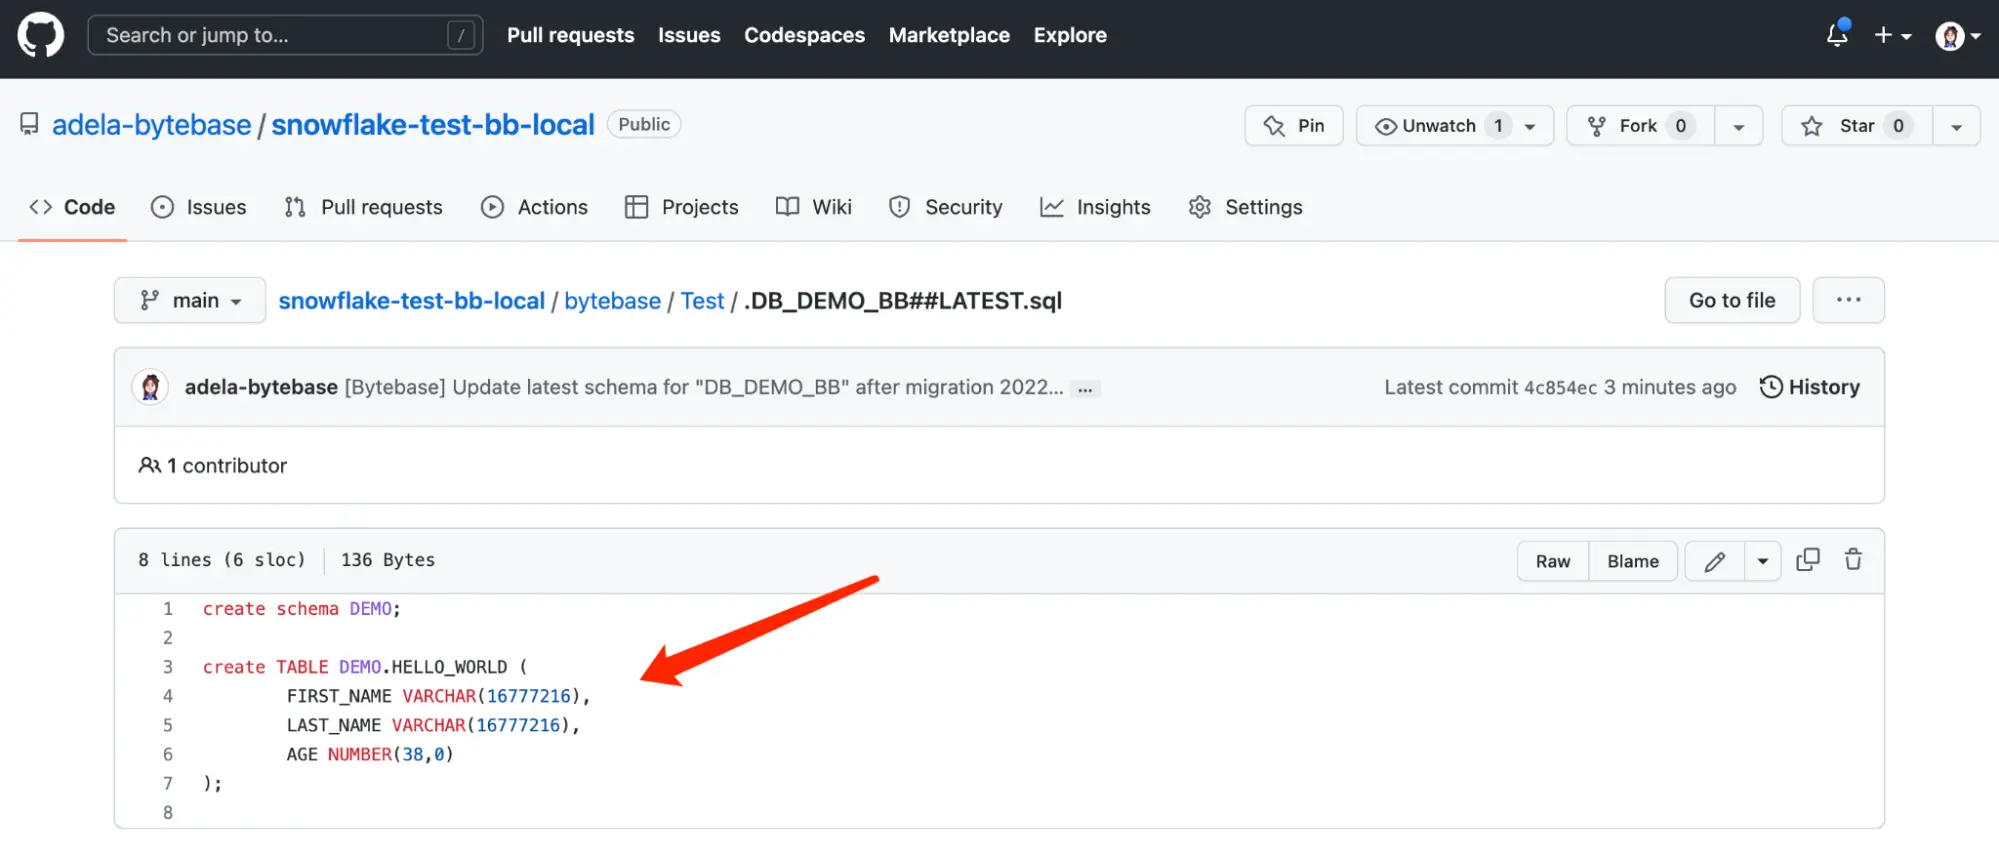 Search or jump to... /
Pull requests Issues Codespaces Marketplace Explore
adela-bytebase / snowflake-test-bb-local Public
Pin Unwatch 1 Fork 0 Star 0
Code Issues Pull requests Actions Projects Wiki Security Insights Settings
main snowflake-test-bb-local / bytebase / Test / .DB_DEMO_BB##LATEST.sql Go to file ...
adela-bytebase [Bytebase] Update latest schema for "DB_DEMO_BB" after migration 2022... ... Latest commit 4c854ec 3 minutes ago History
1 contributor
8 lines (6 sloc) 136 Bytes Raw Blame
1 create schema DEMO;
2
3 create TABLE DEMO.HELLO_WORLD (
4 FIRST_NAME VARCHAR(16777216),
5 LAST_NAME VARCHAR(16777216),
6 AGE NUMBER(38,0)
7 );
8